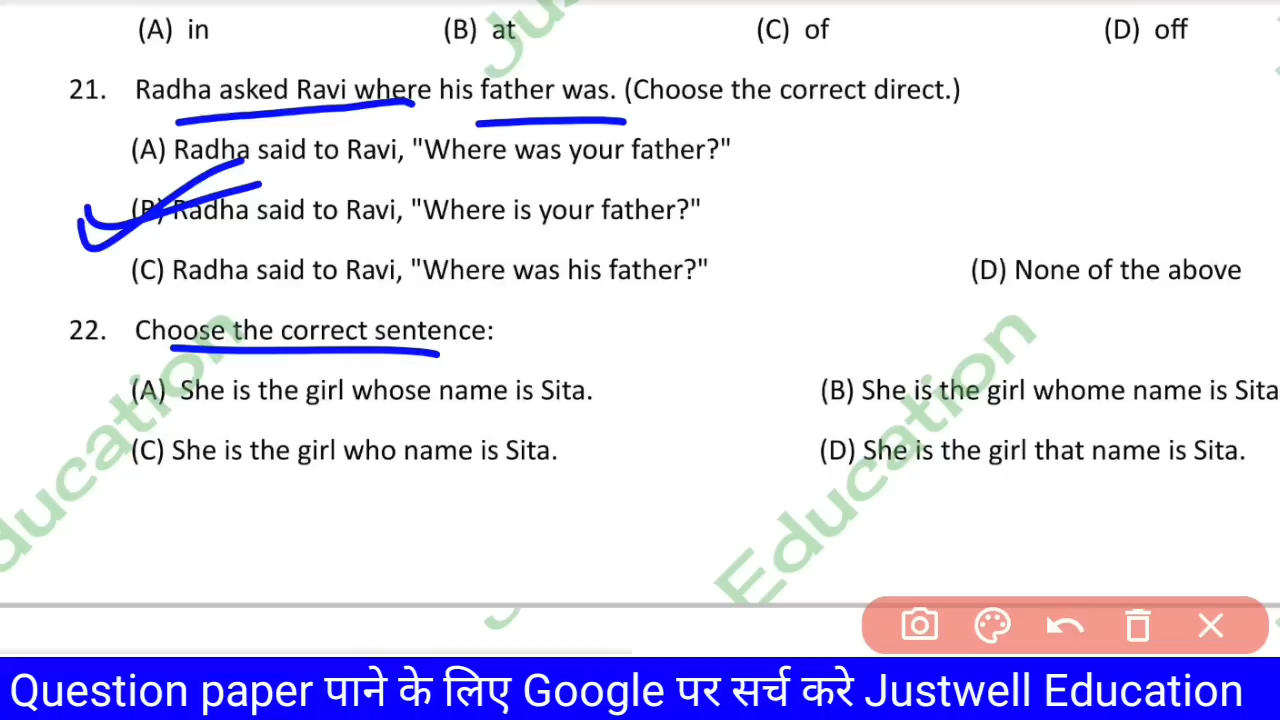 (A) in (B) at (C) of (D) off
21. Radha asked Ravi where his father was. (Choose the correct direct.)
(A) Radha said to Ravi, "Where was your father?"
(B) Radha said to Ravi, "Where is your father?"
(C) Radha said to Ravi, "Where was his father?" (D) None of the above
22. Choose the correct sentence:
(A) She is the girl whose name is Sita. (B) She is the girl whome name is Sita
(C) She is the girl who name is Sita. (D) She is the girl that name is Sita.
Education
Education
Question paper पाने के लिए Google पर सर्च करे Justwell Education